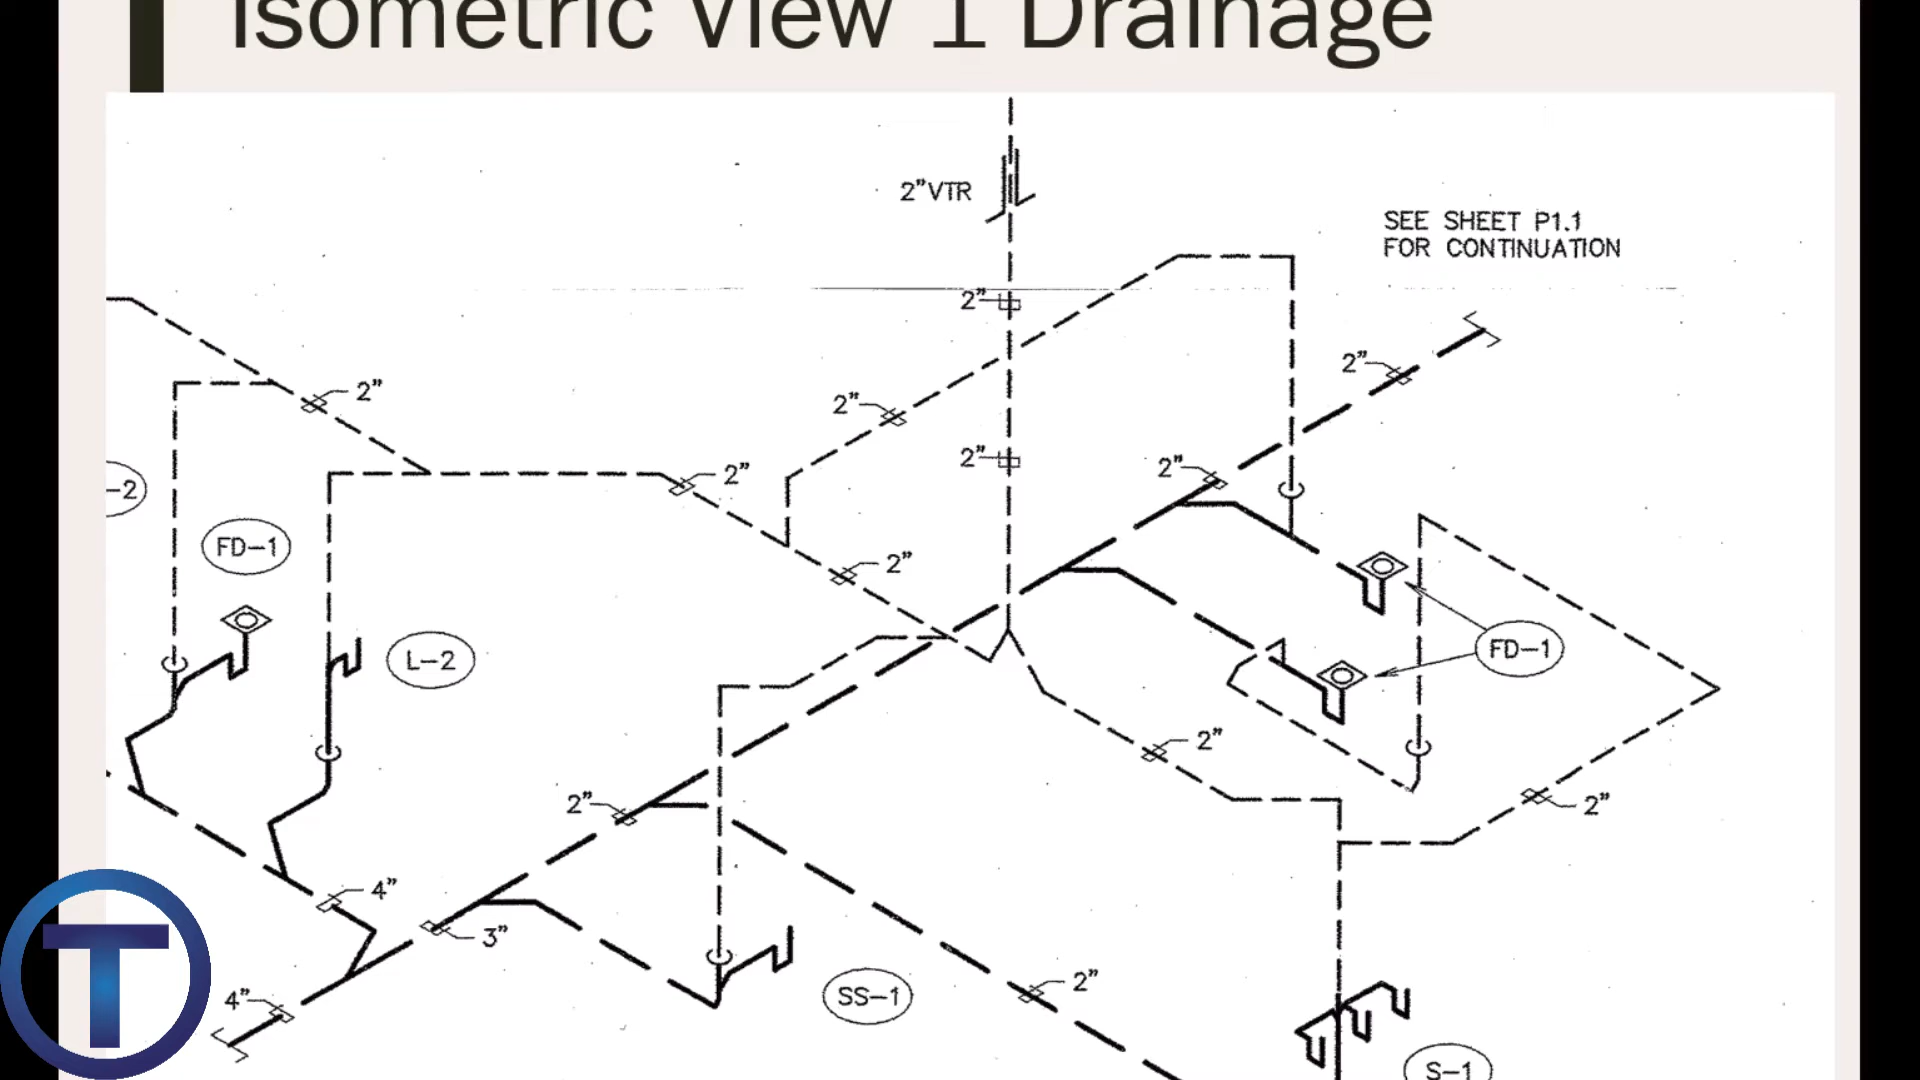 Isometric View ⊥ Drainage
2"VTR
SEE SHEET P1.1
FOR CONTINUATION
2"
2"
2"
2"
2"
2"
2"
-2
2"
FD-1
2"
L-2
FD-1
2"
2"
2"
4"
3"
2"
SS-1
4"
S-1
T